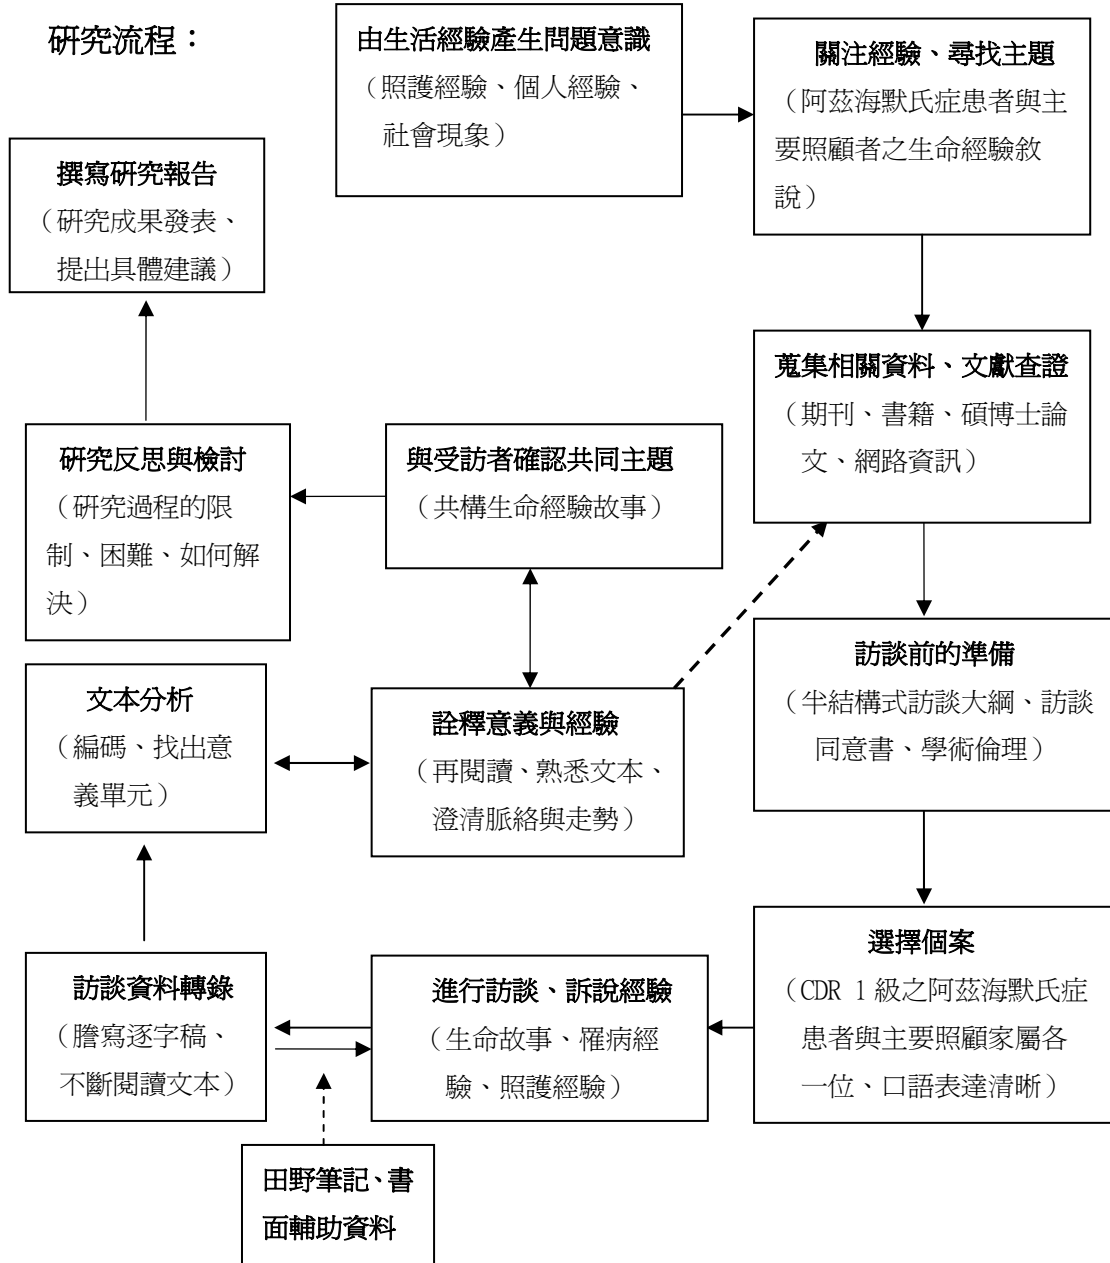 研究流程：
由生活經驗產生問題意識
（照護經驗、個人經驗、
社會現象）
關注經驗、尋找主題
（阿茲海默氏症患者與主
要照顧者之生命經驗敘
說）
撰寫研究報告
（研究成果發表、
提出具體建議）
蒐集相關資料、文獻查證
（期刊、書籍、碩博士論
文、網路資訊）
研究反思與檢討
（研究過程的限
制、困難、如何解
決）
與受訪者確認共同主題
（共構生命經驗故事）
訪談前的準備
（半結構式訪談大綱、訪談
同意書、學術倫理）
文本分析
（編碼、找出意
義單元）
詮釋意義與經驗
（再閱讀、熟悉文本、
澄清脈絡與走勢）
選擇個案
（CDR 1 級之阿茲海默氏症
患者與主要照顧家屬各
一位、口語表達清晰）
訪談資料轉錄
（謄寫逐字稿、
不斷閱讀文本）
進行訪談、訴說經驗
（生命故事、罹病經
驗、照護經驗）
田野筆記、書
面輔助資料